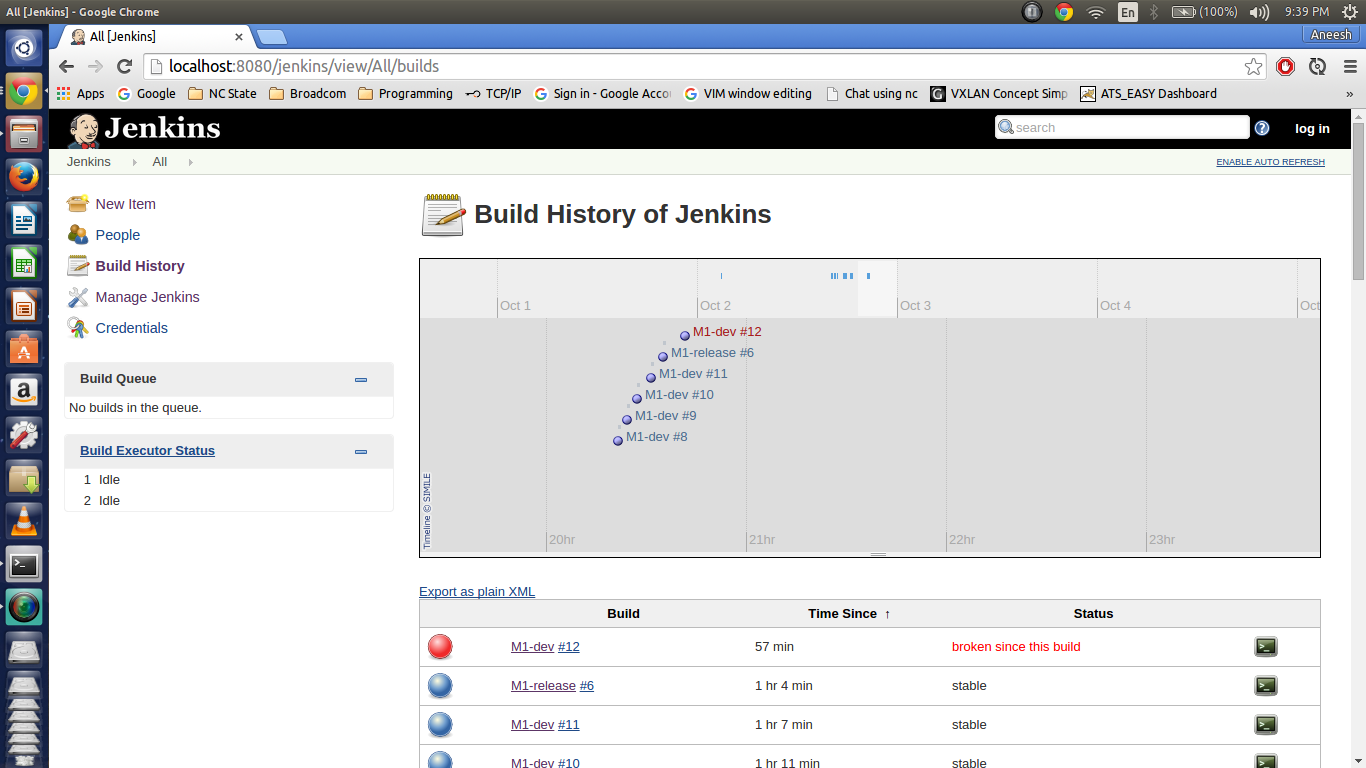 All [Jenkins] - Google Chrome
En (100%) 9:39 PM
All [Jenkins] ×
Aneesh
localhost:8080/jenkins/view/All/builds
Apps Google NC State Broadcom Programming TCP/IP Sign in - Google Acco VIM window editing Chat using nc VXLAN Concept Simp ATS_EASY Dashboard »
Jenkins search log in
Jenkins All ENABLE AUTO REFRESH
New Item
People
Build History
Manage Jenkins
Credentials
Build Queue
No builds in the queue.
Build Executor Status
1 Idle
2 Idle
Build History of Jenkins
Oct 1 Oct 2 Oct 3 Oct 4 Oct
M1-dev #12
M1-release #6
M1-dev #11
M1-dev #10
M1-dev #9
M1-dev #8
Timeline © SIMILE
20hr 21hr 22hr 23hr
Export as plain XML
Build Time Since ↑ Status
M1-dev #12 57 min broken since this build
M1-release #6 1 hr 4 min stable
M1-dev #11 1 hr 7 min stable
M1-dev #10 1 hr 11 min stable